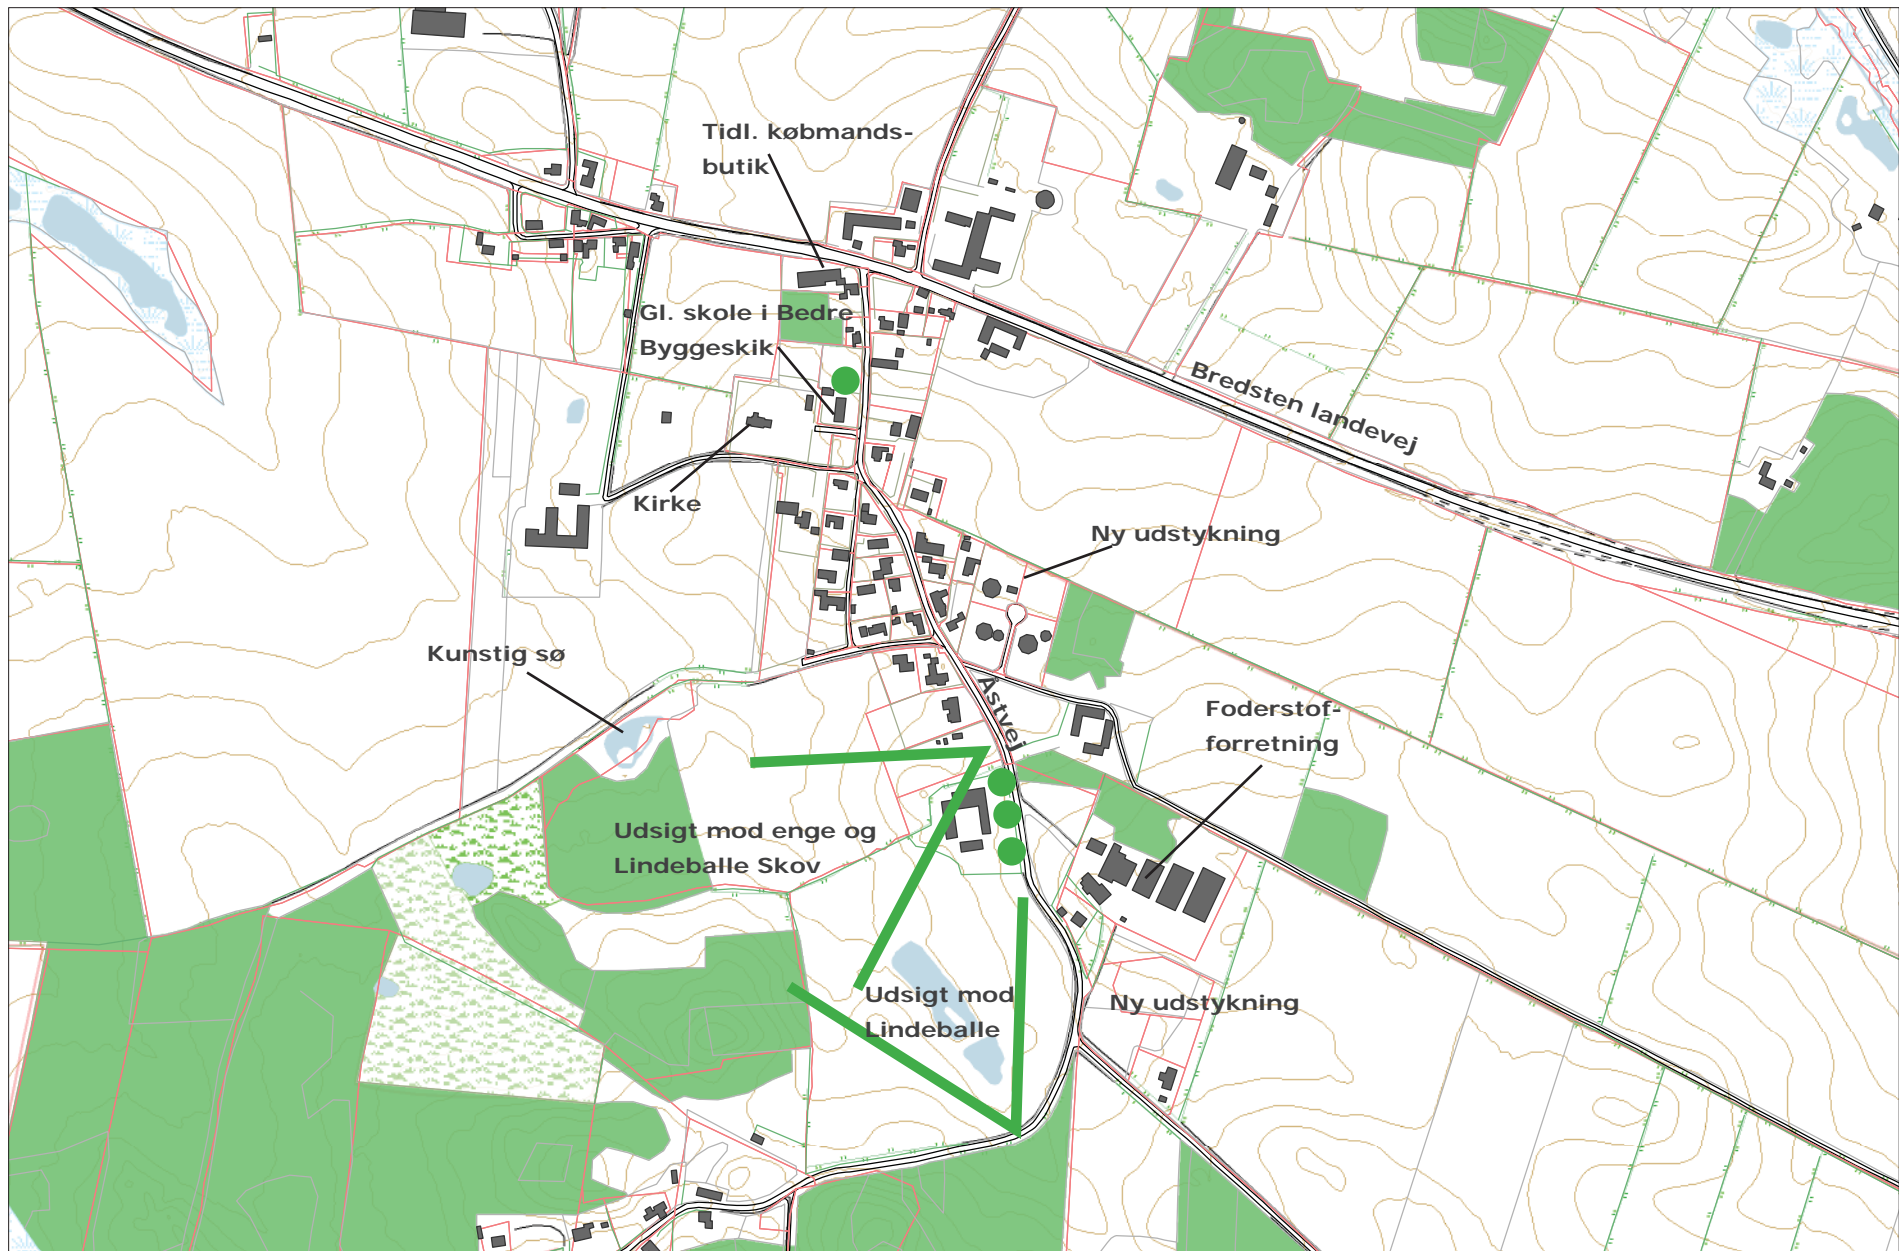 Tidl. købmands-
butik
Gl. skole i Bedre
Byggeskik
Bredsten landevej
Kirke
Ny udstykning
Kunstig sø
Åstvej
Foderstof-
forretning
Udsigt mod enge og
Lindeballe Skov
Udsigt mod
Lindeballe
Ny udstykning